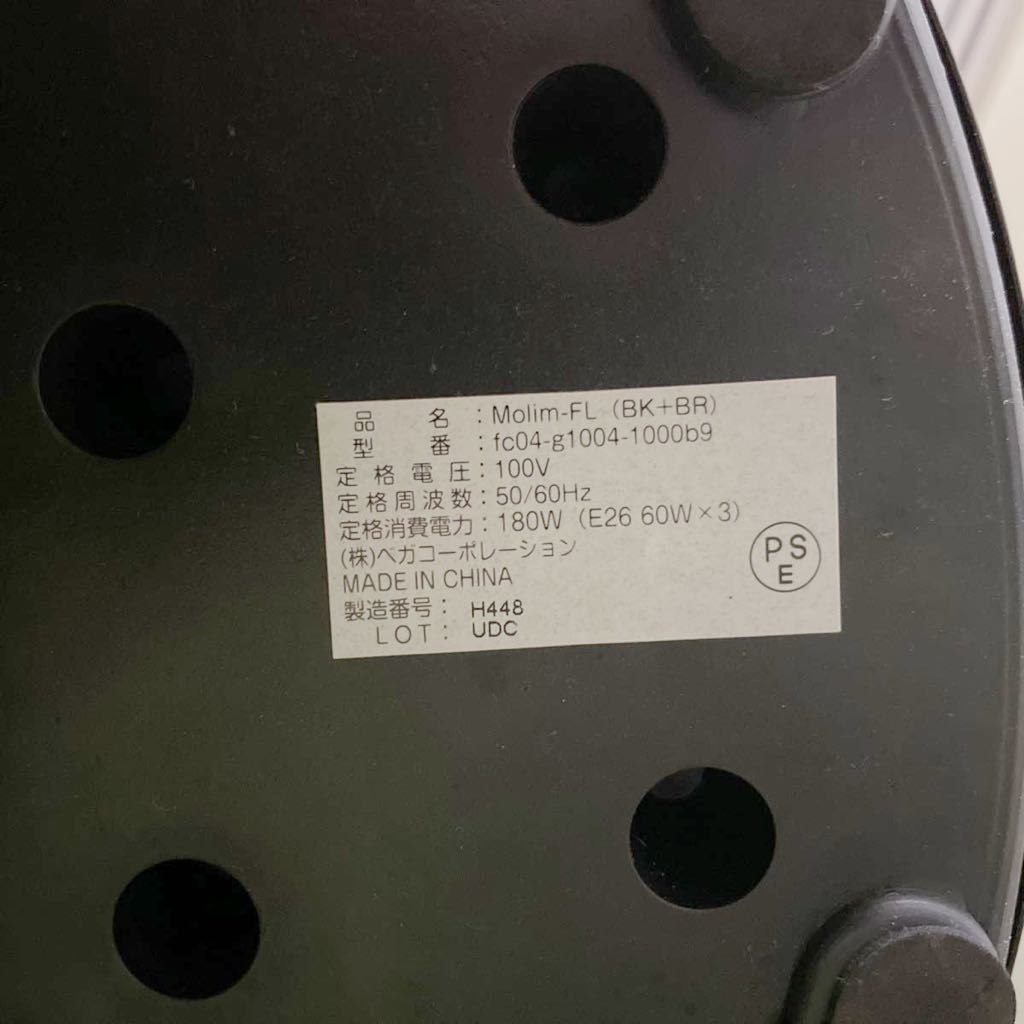 品名：Molim-FL（BK+BR）
型番：fc04-g1004-1000b9
定格電圧：100V
定格周波数：50/60Hz
定格消費電力：180W（E26 60W×3）
(株)ベガコーポレーション
MADE IN CHINA
製造番号： H448
LOT： UDC
PS
E